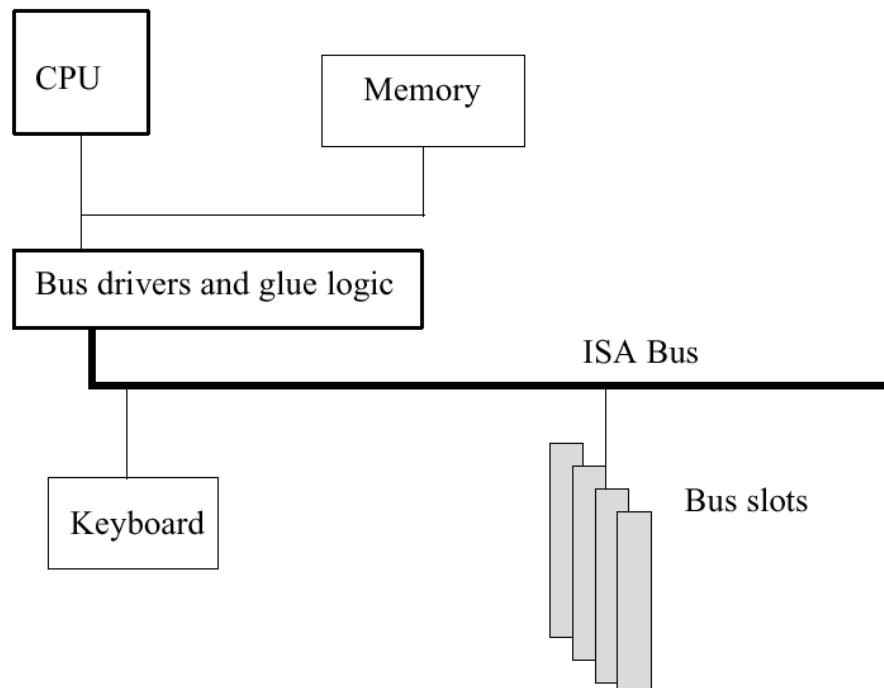 CPU
Memory
Bus drivers and glue logic
ISA Bus
Keyboard
Bus slots